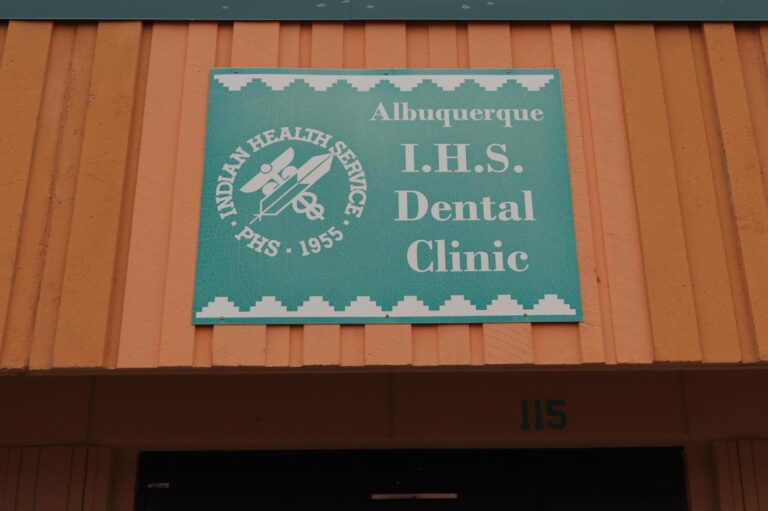 Albuquerque
I.H.S.
Dental
Clinic
INDIAN HEALTH SERVICE
• PHS • 1955 •
115